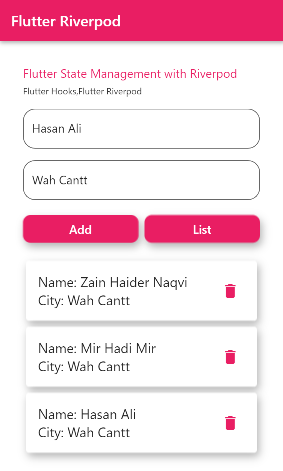 Flutter Riverpod
Flutter State Management with Riverpod
Flutter Hooks,Flutter Riverpod
Hasan Ali
Wah Cantt
Add
List
Name: Zain Haider Naqvi
City: Wah Cantt
Name: Mir Hadi Mir
City: Wah Cantt
Name: Hasan Ali
City: Wah Cantt